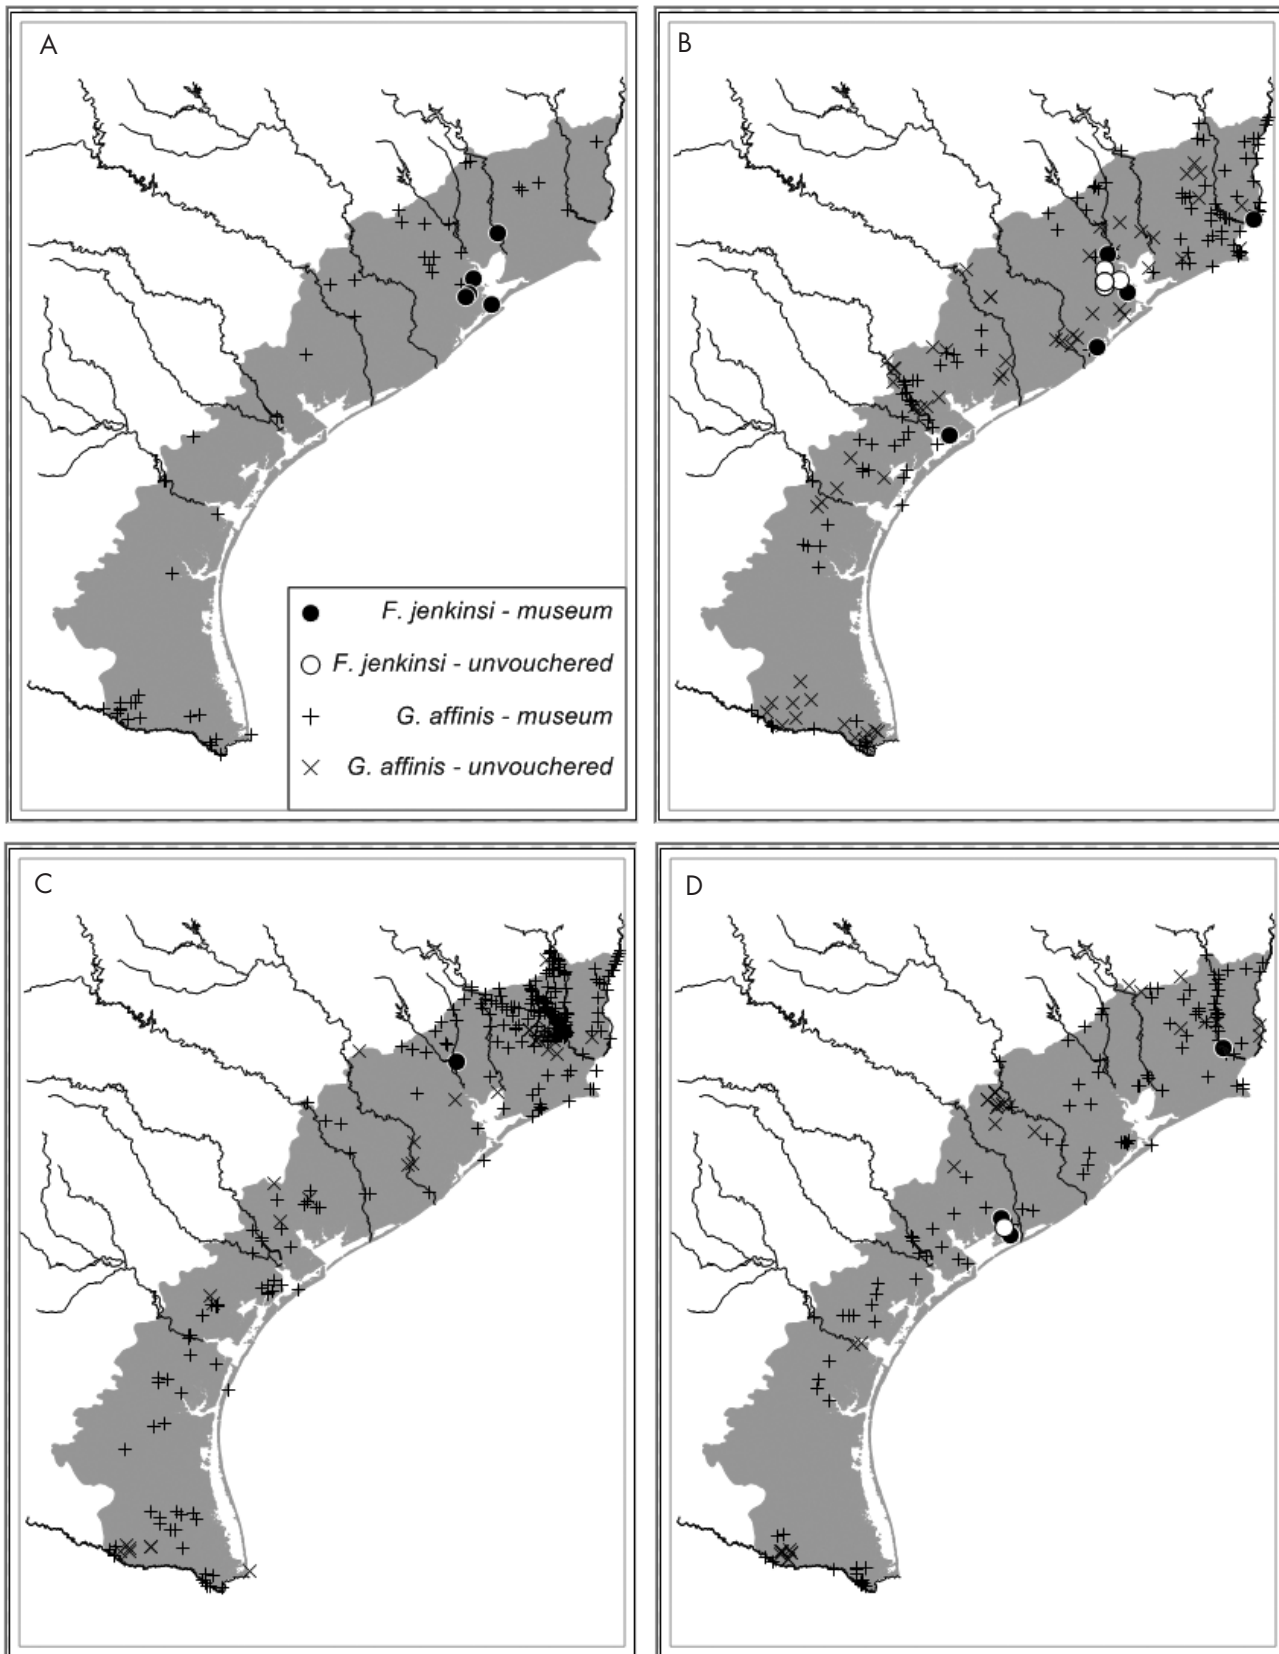 A
B
F. jenkinsi - museum
F. jenkinsi - unvouchered
G. affinis - museum
G. affinis - unvouchered
C
D